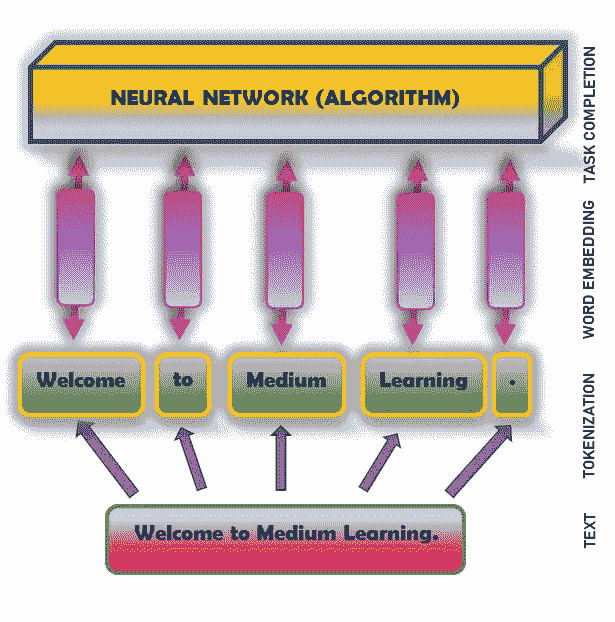 NEURAL NETWORK (ALGORITHM)
TASK COMPLETION
WORD EMBEDDING
Welcome to Medium Learning .
TOKENIZATION
Welcome to Medium Learning.
TEXT